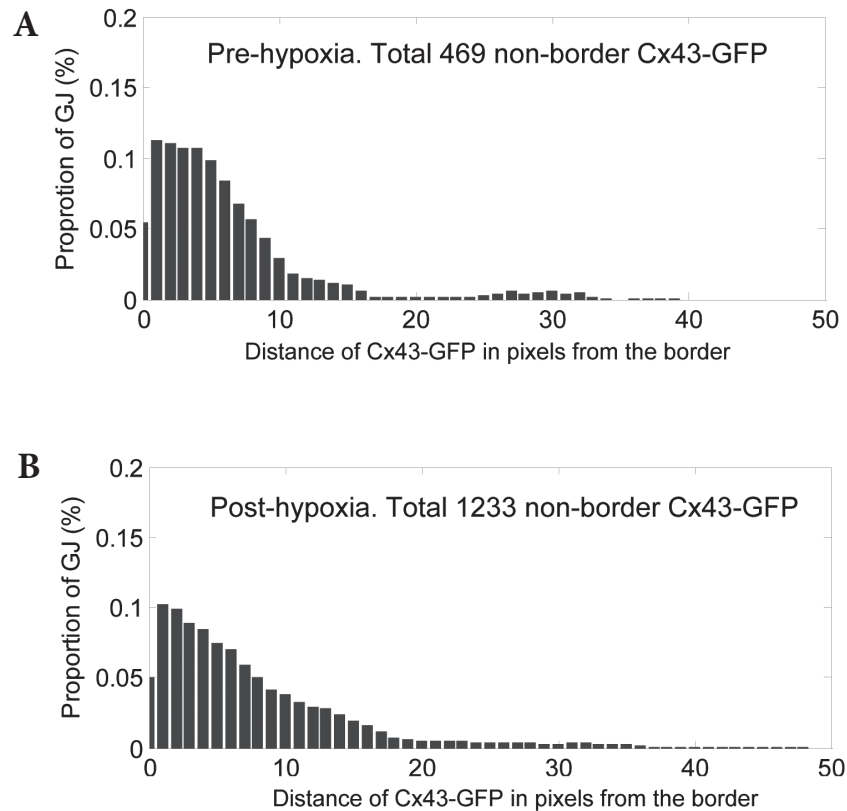 A
0.2
Pre-hypoxia. Total 469 non-border Cx43-GFP
0.15
0.1
0.05
0
Proprotion of GJ (%)
0 10 20 30 40 50
Distance of Cx43-GFP in pixels from the border
B
0.2
Post-hypoxia. Total 1233 non-border Cx43-GFP
0.15
0.1
0.05
0
Proportion of GJ (%)
0 10 20 30 40 50
Distance of Cx43-GFP in pixels from the border